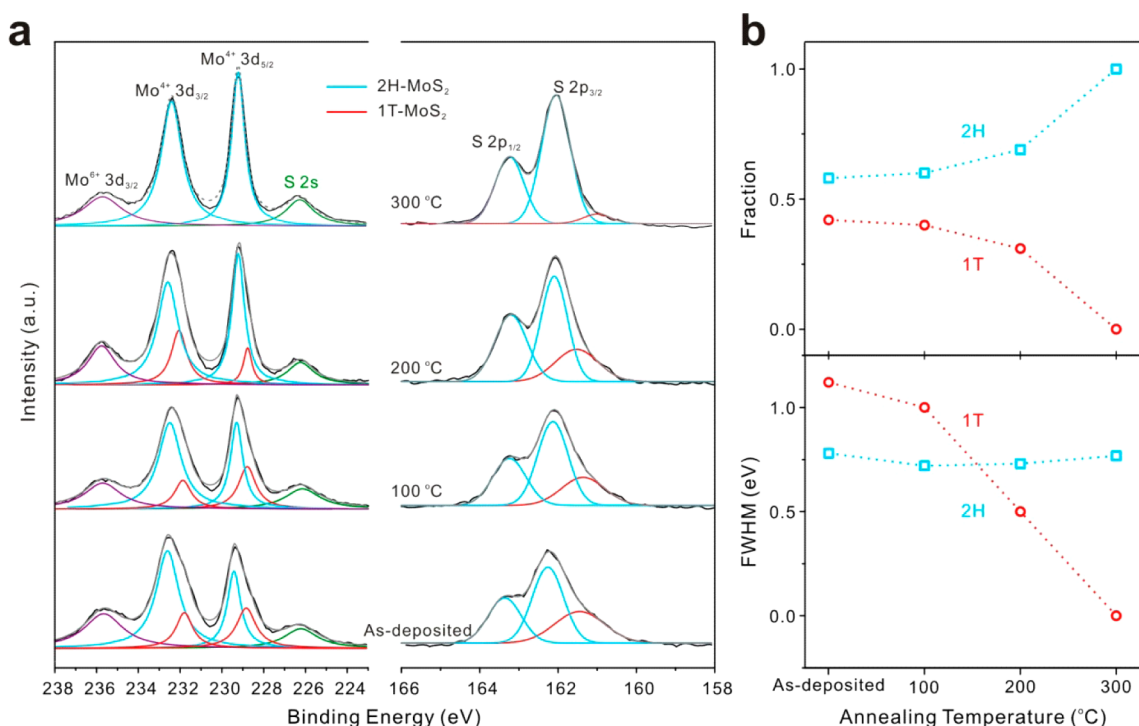 a
Mo⁴⁺ 3d₅/₂
Mo⁴⁺ 3d₃/₂
2H-MoS₂
1T-MoS₂
Mo⁶⁺ 3d₃/₂
S 2s
S 2p₃/₂
S 2p₁/₂
300 °C
200 °C
100 °C
As-deposited
Intensity (a.u.)
238 236 234 232 230 228 226 224
166 164 162 160 158
Binding Energy (eV)
b
1.0
0.5
0.0
Fraction
2H
1T
1.0
0.5
0.0
FWHM (eV)
1T
2H
As-deposited 100 200 300
Annealing Temperature (°C)